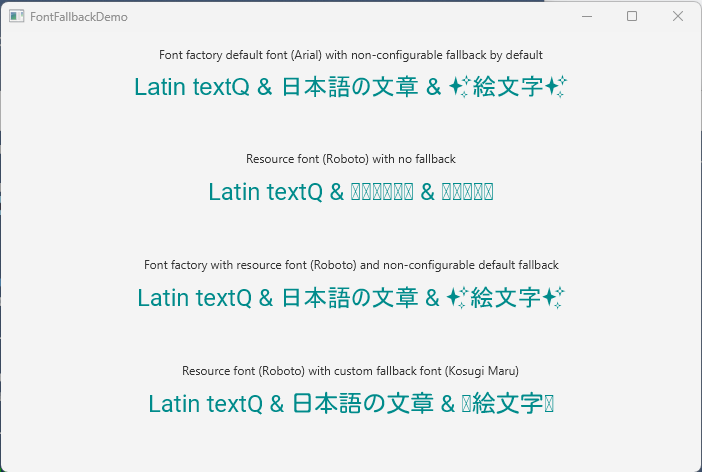 FontFallbackDemo
Font factory default font (Arial) with non-configurable fallback by default
Latin textQ & 日本語の文章 & ✨絵文字✨
Resource font (Roboto) with no fallback
Latin textQ & □□□□□□ & □□□□□
Font factory with resource font (Roboto) and non-configurable default fallback
Latin textQ & 日本語の文章 & ✨絵文字✨
Resource font (Roboto) with custom fallback font (Kosugi Maru)
Latin textQ & 日本語の文章 & □絵文字□